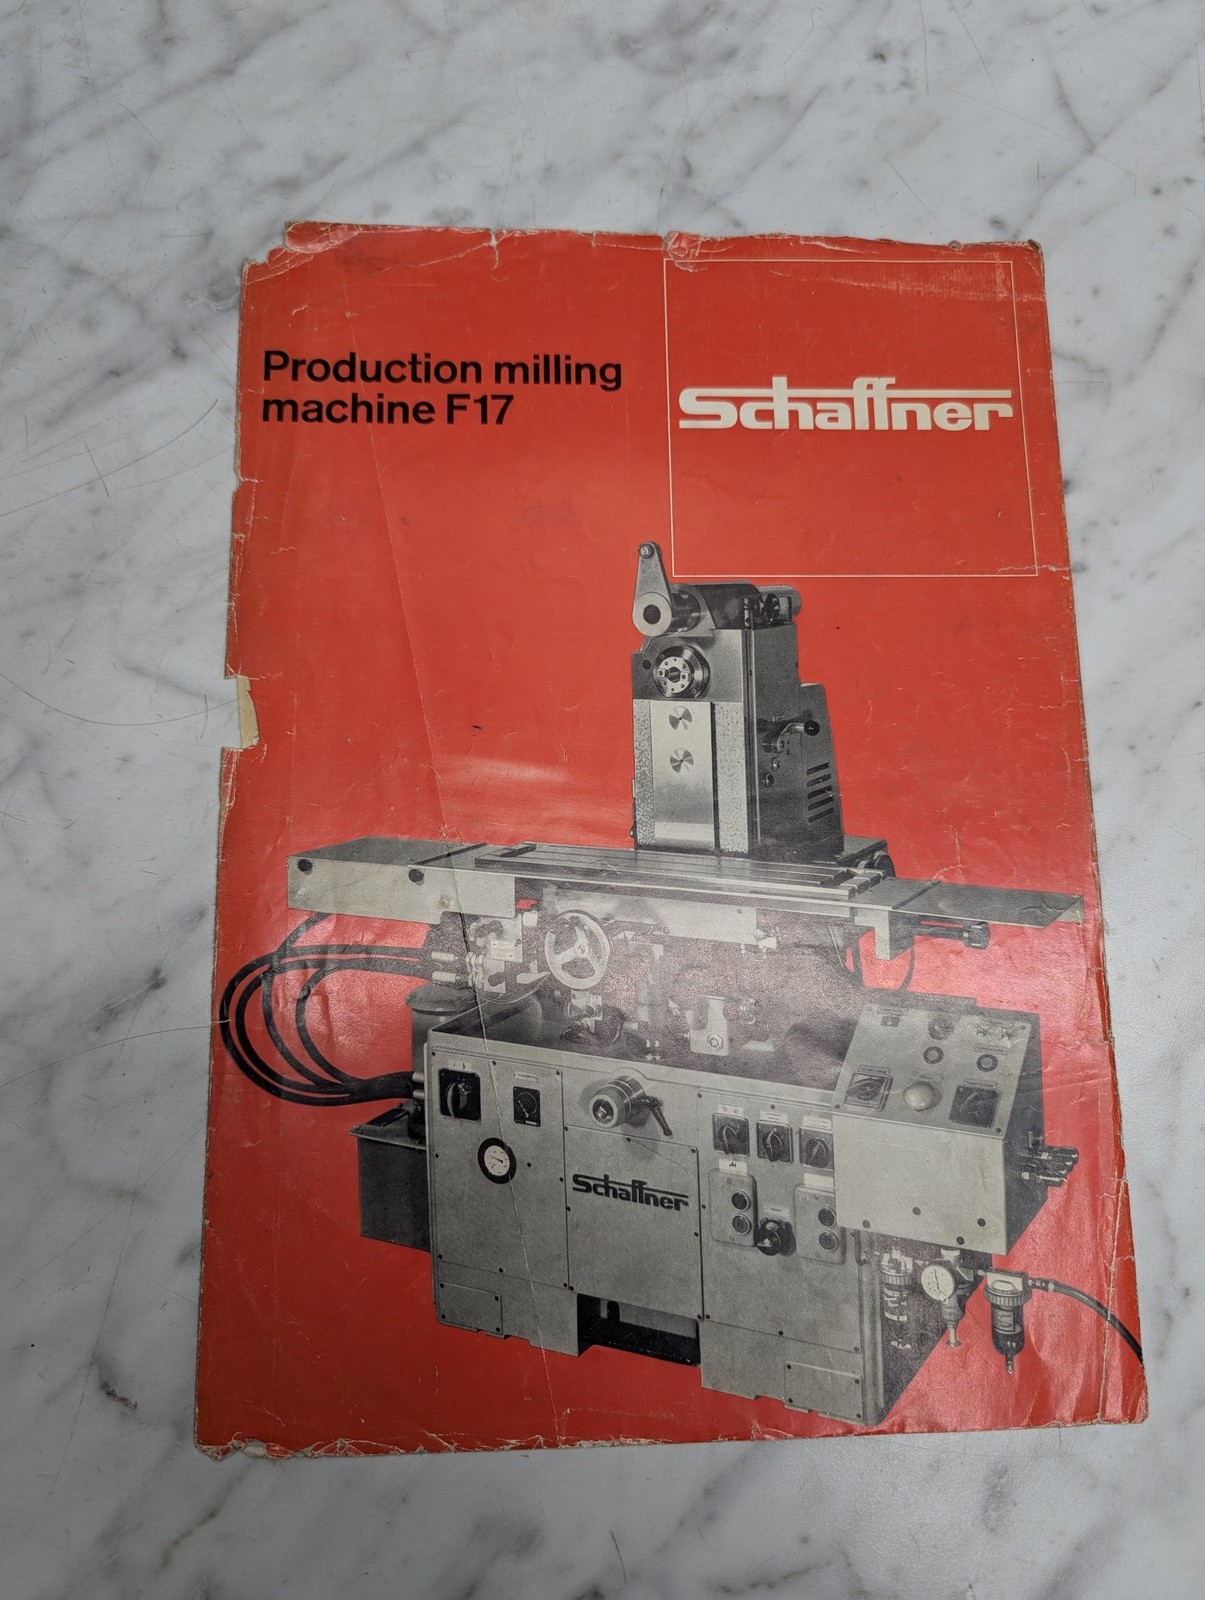 Production milling
machine F17
Schaffner
Schaffner